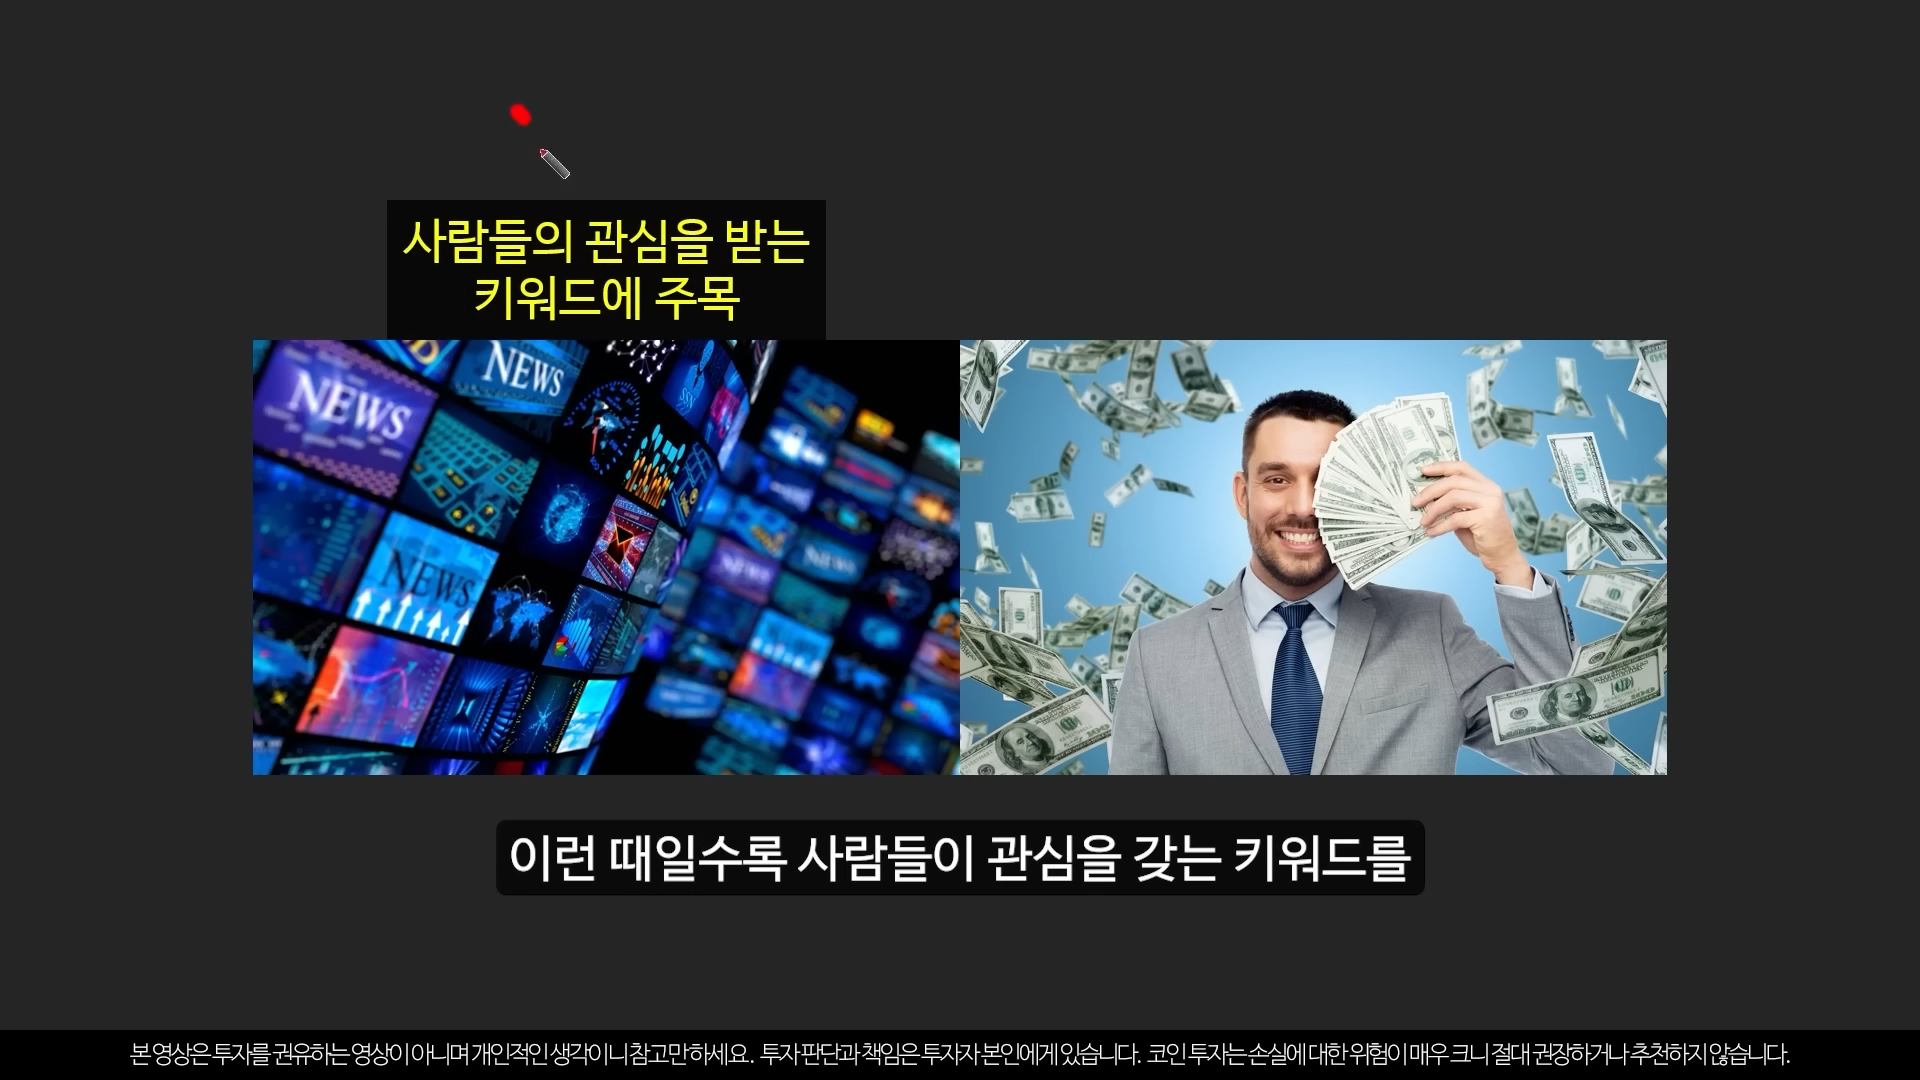 사람들의 관심을 받는
키워드에 주목
NEWS
NEWS
NEWS
이런 때일수록 사람들이 관심을 갖는 키워드를
본 영상은 투자를 권유하는 영상이 아니며 개인적인 생각이니 참고만 하세요. 투자 판단과 책임은 투자자 본인에게 있습니다. 코인 투자는 손실에 대한 위험이 매우 크니 절대 권장하거나 추천하지 않습니다.